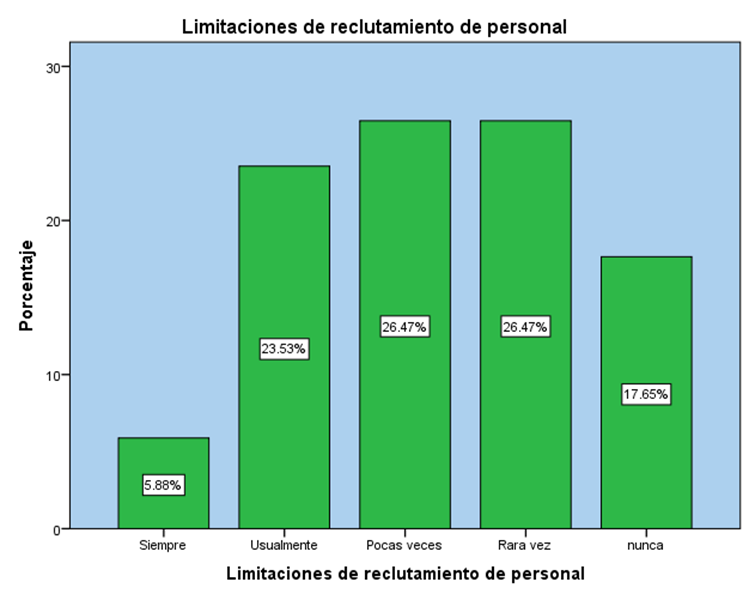 Limitaciones de reclutamiento de personal
Porcentaje
30
20
10
0
5.88%
23.53%
26.47%
26.47%
17.65%
Siempre
Usualmente
Pocas veces
Rara vez
nunca
Limitaciones de reclutamiento de personal